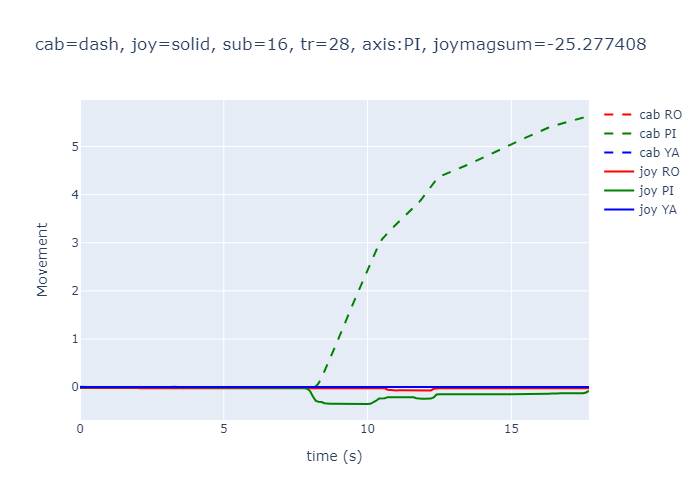 cab=dash, joy=solid, sub=16, tr=28, axis:PI, joymagsum=-25.277408
cab RO
cab PI
cab YA
joy RO
joy PI
joy YA
Movement
5
4
3
2
1
0
0
5
10
15
time (s)